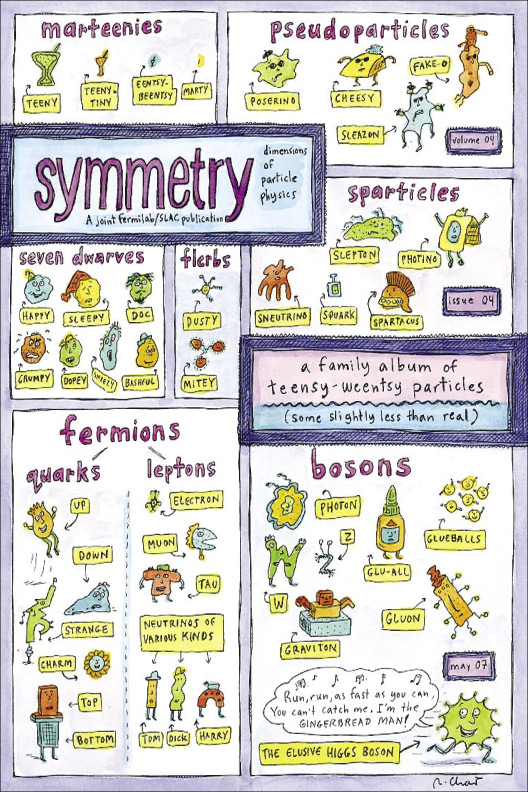 marteenies
TEENY
TEENY-
TINY
EENTSY-
BEENTSY
MARTY
pseudoparticles
POSERINO
CHEESY
FAKE-O
SLEAZON
volume 04
symmetry
dimensions
of
particle
physics
A joint Fermilab/SLAC publication
sparticles
SLEPTON
PHOTINO
SNEUTRINO
SQUARK
SPARTACUS
issue 04
seven dwarves
HAPPY
SLEEPY
DOC
GRUMPY
DOPEY
SNEEZY
BASHFUL
flerbs
DUSTY
MITEY
a family album of
teensy-weentsy particles
(some slightly less than real)
fermions
quarks
UP
DOWN
STRANGE
CHARM
TOP
BOTTOM
leptons
ELECTRON
MUON
TAU
NEUTRINOS OF
VARIOUS KINDS
TOM
DICK
HARRY
bosons
PHOTON
Z
GLU-ALL
GLUEBALLS
W
GRAVITON
GLUON
may 07
Run, run, as fast as you can,
You can't catch me. I'm the
GINGERBREAD MAN!
THE ELUSIVE HIGGS BOSON